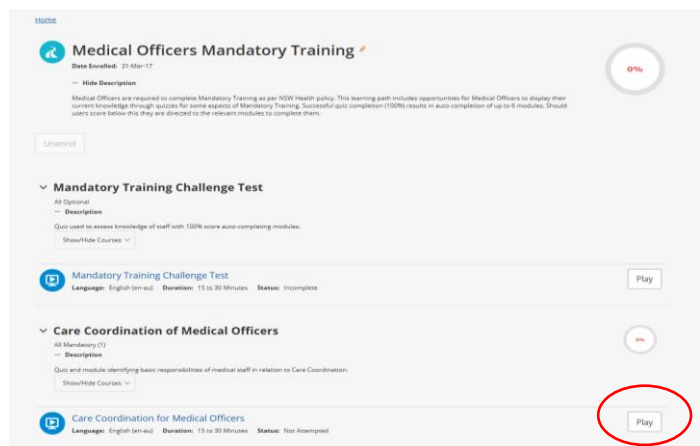 Home
Medical Officers Mandatory Training
Date Enrolled: 31-Mar-17
— Hide Description
0%
Medical Officers are required to complete Mandatory Training as per NSW Health policy. This learning path includes opportunities for Medical Officers to display their
current knowledge through quizzes for some aspects of Mandatory Training. Successful quiz completion (100%) results in auto completion of up to 6 modules. Should
users score below this they are directed to the relevant modules to complete them.
Unenrol
Mandatory Training Challenge Test
All Optional
— Description
Quiz used to assess knowledge of staff with 100% score auto-completing modules.
Show/Hide Courses
Mandatory Training Challenge Test
Language: English (en-au) Duration: 15 to 30 Minutes Status: Incomplete
Play
Care Coordination of Medical Officers
All Mandatory (1)
— Description
0%
Quiz and module identifying basic responsibilities of medical staff in relation to Care Coordination.
Show/Hide Courses
Care Coordination for Medical Officers
Language: English (en-au) Duration: 15 to 30 Minutes Status: Not Attempted
Play